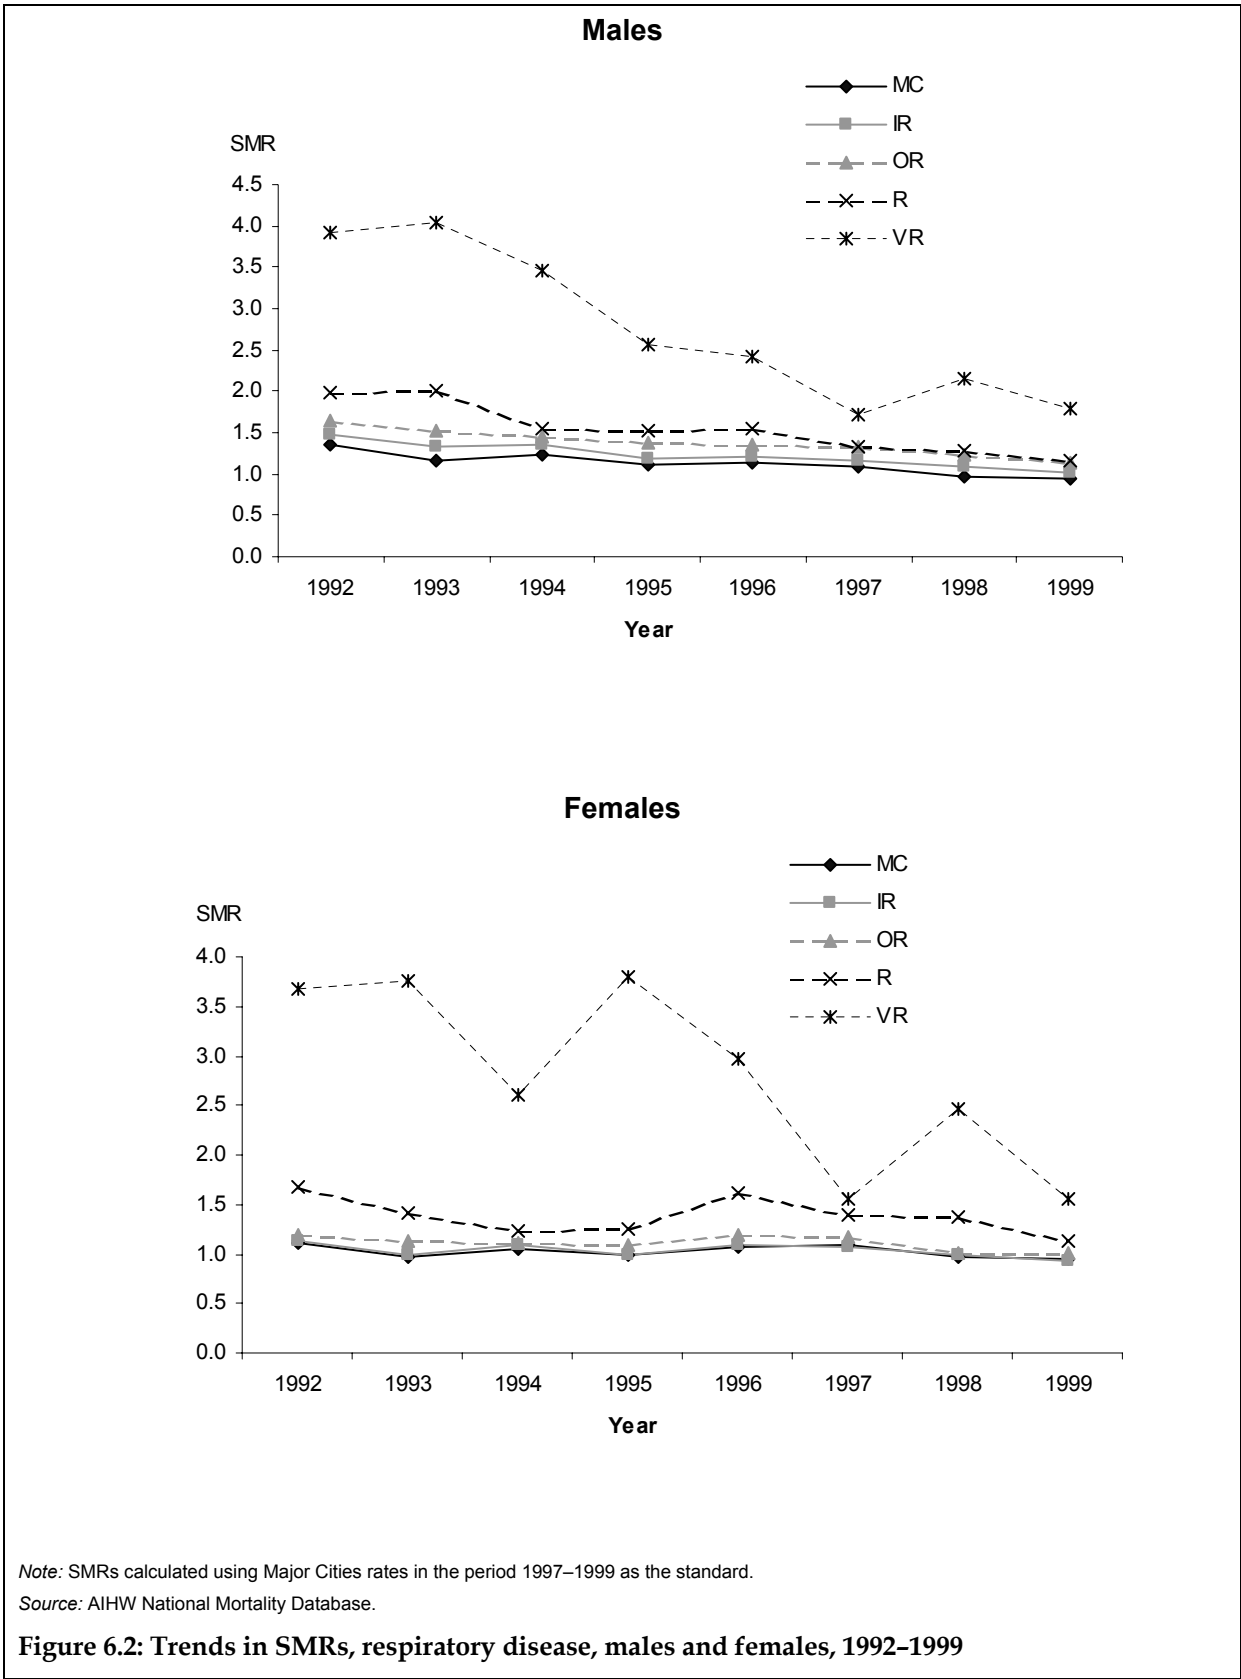 Males
MC
IR
OR
R
VR
SMR
4.5
4.0
3.5
3.0
2.5
2.0
1.5
1.0
0.5
0.0
1992 1993 1994 1995 1996 1997 1998 1999
Year
Females
MC
IR
OR
R
VR
SMR
4.0
3.5
3.0
2.5
2.0
1.5
1.0
0.5
0.0
1992 1993 1994 1995 1996 1997 1998 1999
Year
Note: SMRs calculated using Major Cities rates in the period 1997–1999 as the standard.
Source: AIHW National Mortality Database.
Figure 6.2: Trends in SMRs, respiratory disease, males and females, 1992–1999